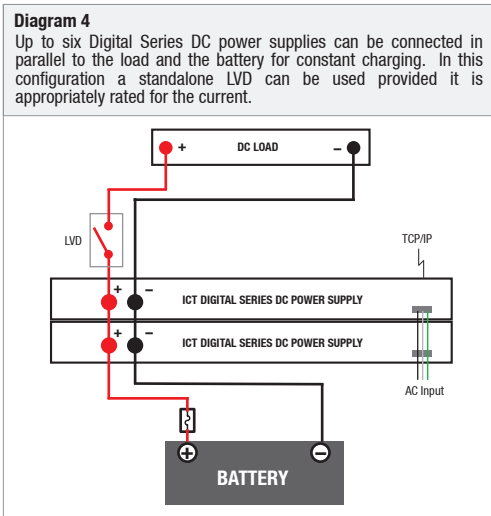 Diagram 4
Up to six Digital Series DC power supplies can be connected in
parallel to the load and the battery for constant charging. In this
configuration a standalone LVD can be used provided it is
appropriately rated for the current.
+ DC LOAD –
LVD
TCP/IP
+ – ICT DIGITAL SERIES DC POWER SUPPLY
+ – ICT DIGITAL SERIES DC POWER SUPPLY
AC Input
+ –
BATTERY